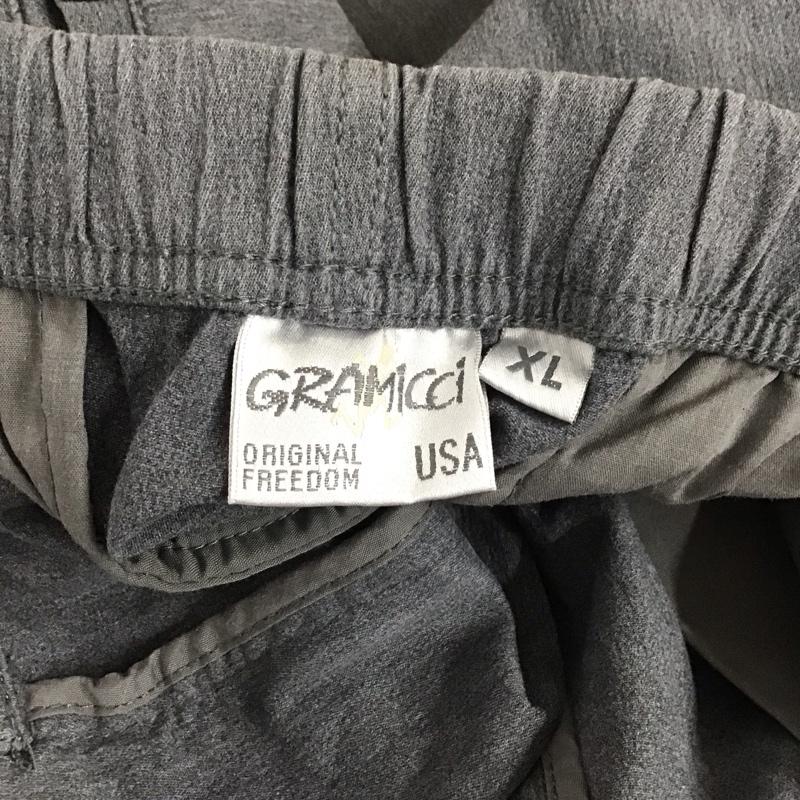 GRAMiCCi
XL
ORIGINAL
FREEDOM
USA